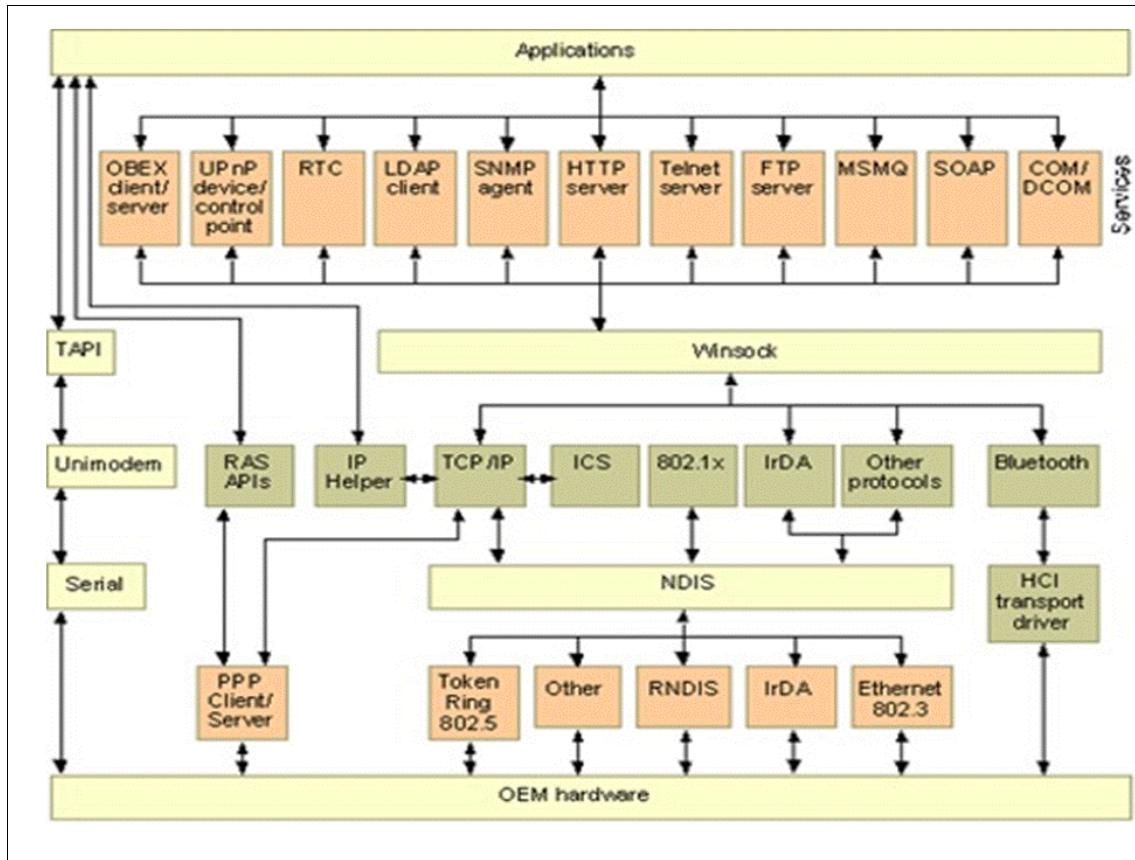 Applications
OBEX
client/
server
UPnP
device/
control
point
RTC
LDAP
client
SNMP
agent
HTTP
server
Telnet
server
FTP
server
MSMQ
SOAP
COM/
DCOM
Services
TAPI
Winsock
Unimodem
RAS
APIs
IP
Helper
TCP/IP
ICS
802.1x
IrDA
Other
protocols
Bluetooth
Serial
NDIS
HCI
transport
driver
PPP
Client/
Server
Token
Ring
802.5
Other
RNDIS
IrDA
Ethernet
802.3
OEM hardware